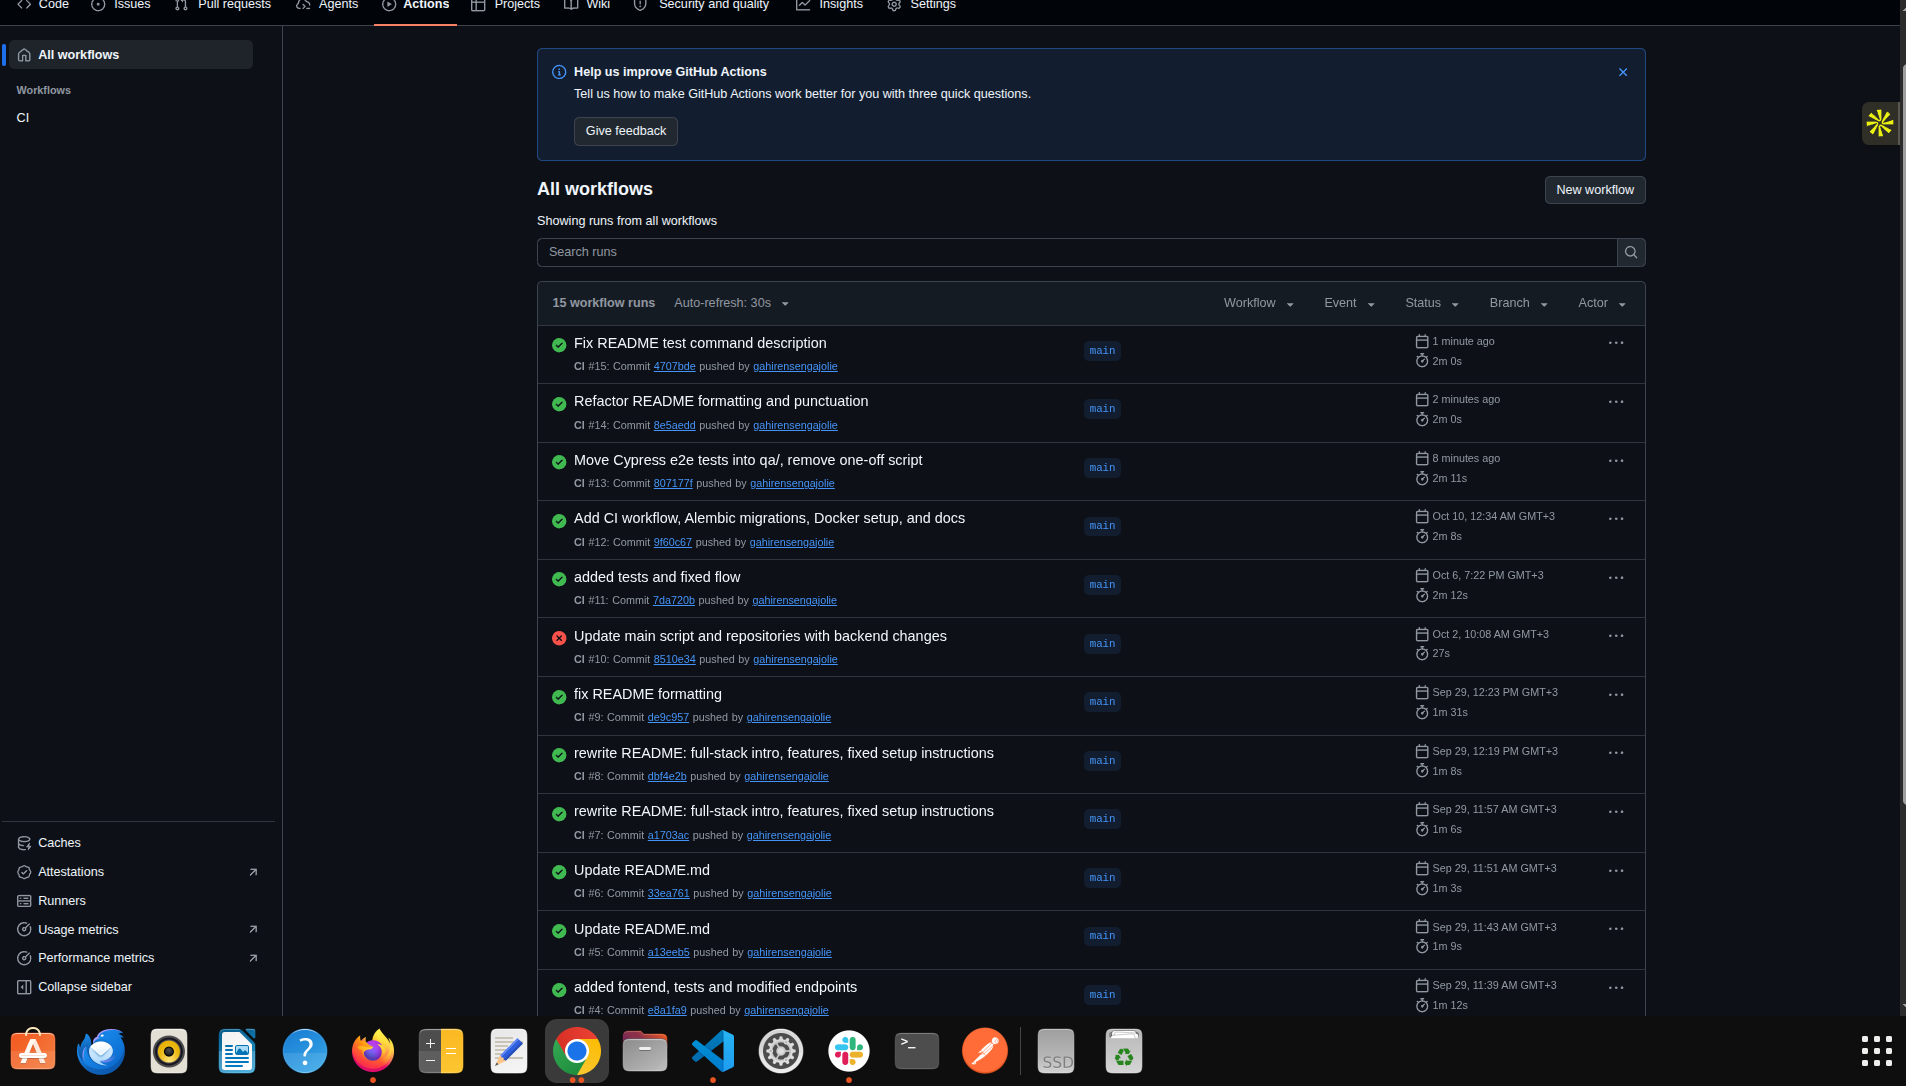 Code Issues Pull requests Agents Actions Projects Wiki Security and quality Insights Settings
All workflows
Workflows
CI
Help us improve GitHub Actions
Tell us how to make GitHub Actions work better for you with three quick questions.
Give feedback
All workflows
New workflow
Showing runs from all workflows
Search runs
15 workflow runs Auto-refresh: 30s Workflow Event Status Branch Actor
Fix README test command description
main
1 minute ago
CI #15: Commit 4707bde pushed by gahirensengajolie
2m 0s
Refactor README formatting and punctuation
main
2 minutes ago
CI #14: Commit 8e5aedd pushed by gahirensengajolie
2m 0s
Move Cypress e2e tests into qa/, remove one-off script
main
8 minutes ago
CI #13: Commit 807177f pushed by gahirensengajolie
2m 11s
Add CI workflow, Alembic migrations, Docker setup, and docs
main
Oct 10, 12:34 AM GMT+3
CI #12: Commit 9f60c67 pushed by gahirensengajolie
2m 8s
added tests and fixed flow
main
Oct 6, 7:22 PM GMT+3
CI #11: Commit 7da720b pushed by gahirensengajolie
2m 12s
Update main script and repositories with backend changes
main
Oct 2, 10:08 AM GMT+3
CI #10: Commit 8510e34 pushed by gahirensengajolie
27s
fix README formatting
main
Sep 29, 12:23 PM GMT+3
CI #9: Commit de9c957 pushed by gahirensengajolie
1m 31s
rewrite README: full-stack intro, features, fixed setup instructions
main
Sep 29, 12:19 PM GMT+3
CI #8: Commit dbf4e2b pushed by gahirensengajolie
1m 8s
rewrite README: full-stack intro, features, fixed setup instructions
main
Sep 29, 11:57 AM GMT+3
CI #7: Commit a1703ac pushed by gahirensengajolie
1m 6s
Update README.md
main
Sep 29, 11:51 AM GMT+3
CI #6: Commit 33ea761 pushed by gahirensengajolie
1m 3s
Update README.md
main
Sep 29, 11:43 AM GMT+3
CI #5: Commit a13eeb5 pushed by gahirensengajolie
1m 9s
added fontend, tests and modified endpoints
main
Sep 29, 11:39 AM GMT+3
CI #4: Commit e8a1fa9 pushed by gahirensengajolie
1m 12s
Caches
Attestations
Runners
Usage metrics
Performance metrics
Collapse sidebar
SSD